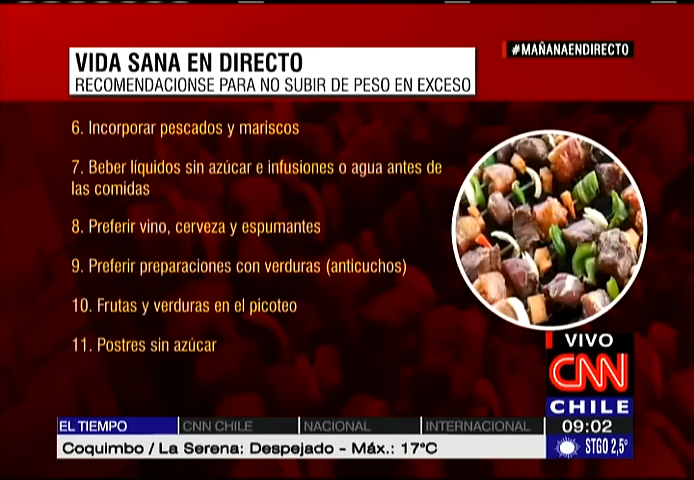 #MAÑANAENDIRECTO
VIDA SANA EN DIRECTO
RECOMENDACIONSE PARA NO SUBIR DE PESO EN EXCESO
6. Incorporar pescados y mariscos
7. Beber líquidos sin azúcar e infusiones o agua antes de
las comidas
8. Preferir vino, cerveza y espumantes
9. Preferir preparaciones con verduras (anticuchos)
10. Frutas y verduras en el picoteo
11. Postres sin azúcar
VIVO
CNN
CHILE
EL TIEMPO CNN CHILE NACIONAL INTERNACIONAL 09:02
Coquimbo / La Serena: Despejado - Máx.: 17°C STGO 2,5°